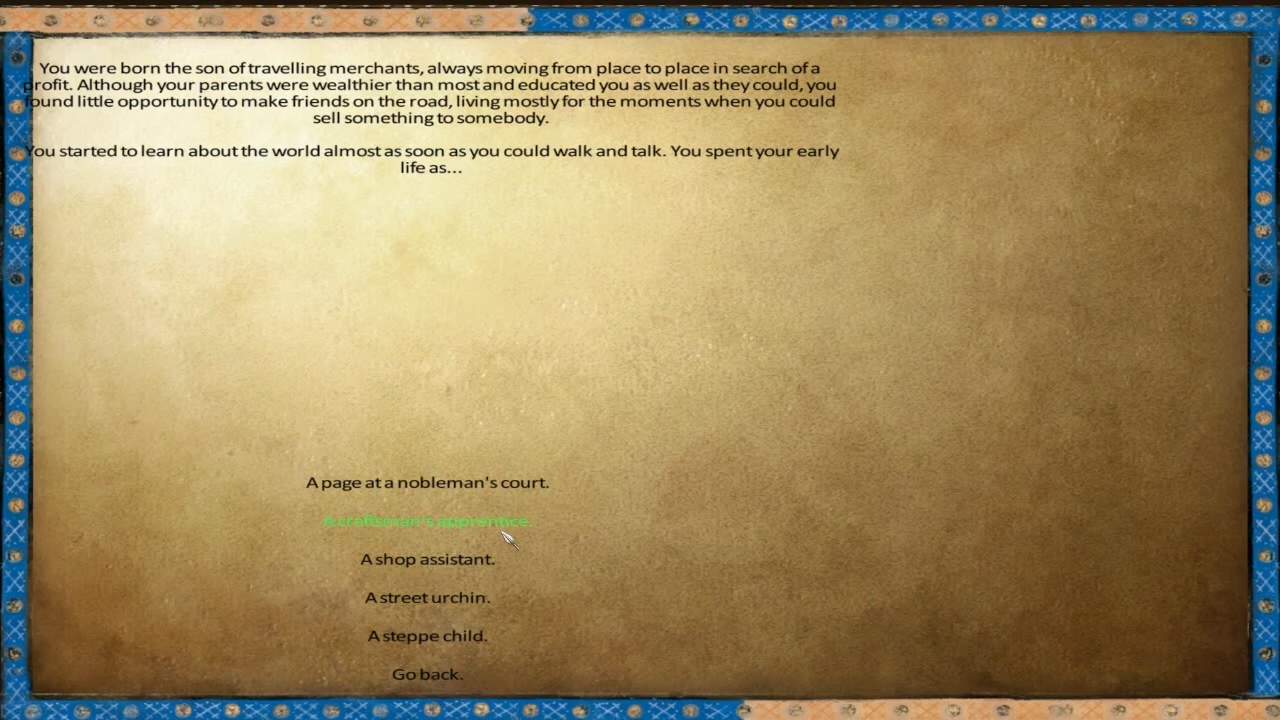 You were born the son of travelling merchants, always moving from place to place in search of a
profit. Although your parents were wealthier than most and educated you as well as they could, you
found little opportunity to make friends on the road, living mostly for the moments when you could
sell something to somebody.
You started to learn about the world almost as soon as you could walk and talk. You spent your early
life as...
A page at a nobleman's court.
A craftsman's apprentice.
A shop assistant.
A street urchin.
A steppe child.
Go back.